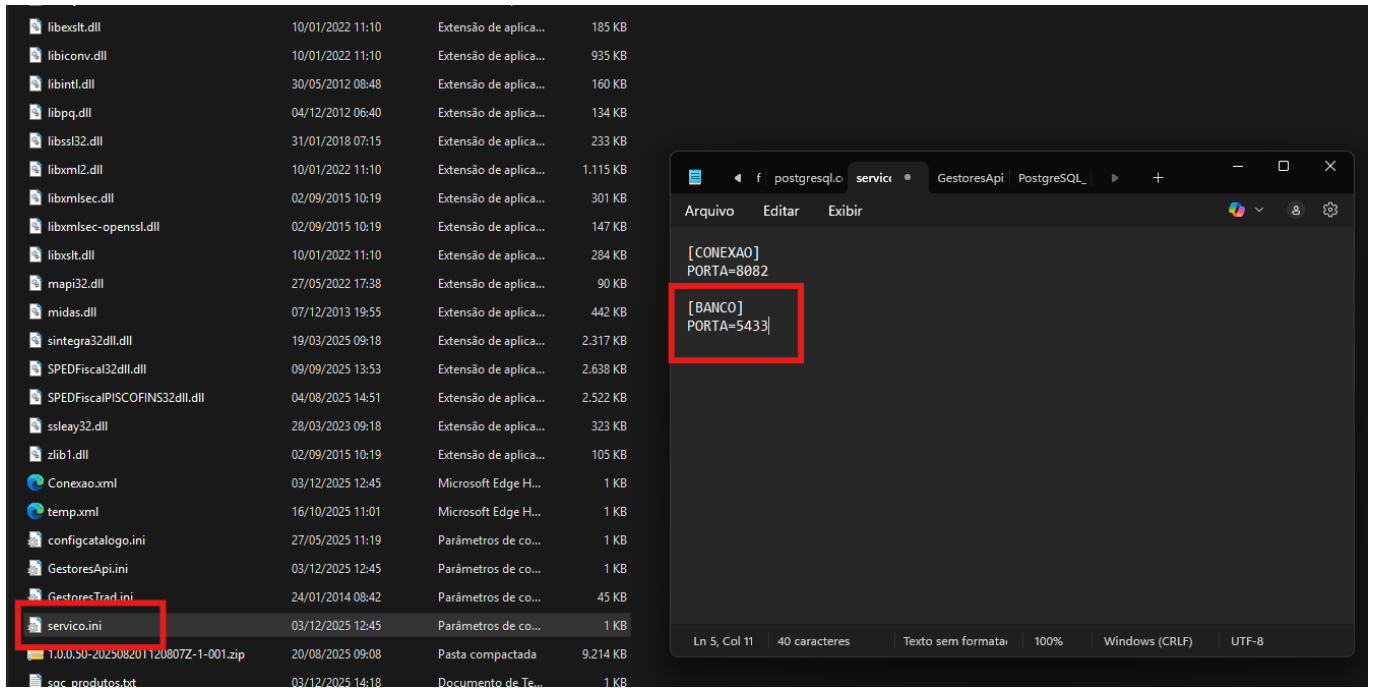 libexslt.dll 10/01/2022 11:10 Extensão de aplica... 185 KB
libiconv.dll 10/01/2022 11:10 Extensão de aplica... 935 KB
libintl.dll 30/05/2012 08:48 Extensão de aplica... 160 KB
libpq.dll 04/12/2012 06:40 Extensão de aplica... 134 KB
libssl32.dll 31/01/2018 07:15 Extensão de aplica... 233 KB
libxml2.dll 10/01/2022 11:10 Extensão de aplica... 1.115 KB
libxmlsec.dll 02/09/2015 10:19 Extensão de aplica... 301 KB
libxmlsec-openssl.dll 02/09/2015 10:19 Extensão de aplica... 147 KB
libxslt.dll 10/01/2022 11:10 Extensão de aplica... 284 KB
mapi32.dll 27/05/2022 17:38 Extensão de aplica... 90 KB
midas.dll 07/12/2013 19:55 Extensão de aplica... 442 KB
sintegra32dll.dll 19/03/2025 09:18 Extensão de aplica... 2.317 KB
SPEDFiscal32dll.dll 09/09/2025 13:53 Extensão de aplica... 2.638 KB
SPEDFiscalPISCOFINS32dll.dll 04/08/2025 14:51 Extensão de aplica... 2.522 KB
ssleay32.dll 28/03/2023 09:18 Extensão de aplica... 323 KB
zlib1.dll 02/09/2015 10:19 Extensão de aplica... 105 KB
Conexao.xml 03/12/2025 12:45 Microsoft Edge H... 1 KB
temp.xml 16/10/2025 11:01 Microsoft Edge H... 1 KB
configcatalogo.ini 27/05/2025 11:19 Parâmetros de co... 1 KB
GestoresApi.ini 03/12/2025 12:45 Parâmetros de co... 1 KB
GestoresTrad.ini 24/01/2014 08:42 Parâmetros de co... 45 KB
servico.ini 03/12/2025 12:45 Parâmetros de co... 1 KB
1.0.0.50-20250820T120807Z-1-001.zip 20/08/2025 09:08 Pasta compactada 9.214 KB
sgc_produtos.txt 03/12/2025 14:18 Documento de Te... 1 KB
f postgresql.c servic GestoresApi PostgreSQL_
Arquivo Editar Exibir
[CONEXAO]
PORTA=8082
[BANCO]
PORTA=5433
Ln 5, Col 11 40 caracteres Texto sem formata 100% Windows (CRLF) UTF-8